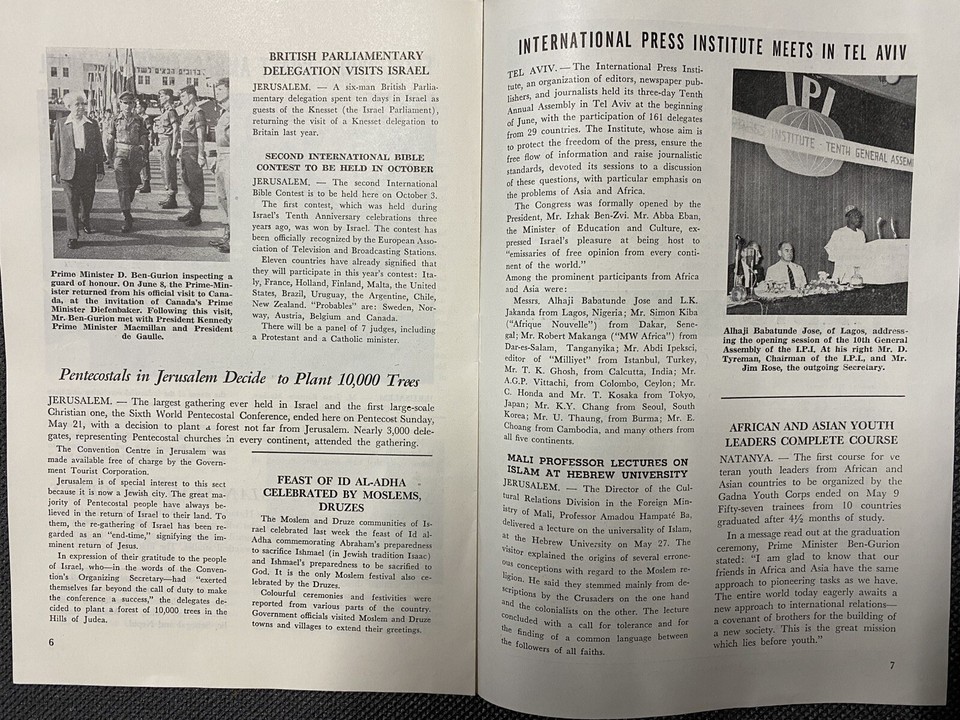 Prime Minister D. Ben-Gurion inspecting a
guard of honour. On June 8, the Prime-Min-
ister returned from his official visit to Cana-
da, at the invitation of Canada's Prime
Minister Diefenbaker. Following this visit,
Mr. Ben-Gurion met with President Kennedy
Prime Minister Macmillan and President
de Gaulle.
BRITISH PARLIAMENTARY
DELEGATION VISITS ISRAEL
JERUSALEM. — A six-man British Parlia-
mentary delegation spent ten days in Israel as
guests of the Knesset (the Israel Parliament),
returning the visit of a Knesset delegation to
Britain last year.
SECOND INTERNATIONAL BIBLE
CONTEST TO BE HELD IN OCTOBER
JERUSALEM. — The second International
Bible Contest is to be held here on October 3.
The first contest, which was held during
Israel's Tenth Anniversary celebrations three
years ago, was won by Israel. The contest has
been officially recognized by the European Asso-
ciation of Television and Broadcasting Stations.
Eleven countries have already signified that
they will participate in this year's contest: Ita-
ly, France, Holland, Finland, Malta, the United
States, Brazil, Uruguay, the Argentine, Chile,
New Zealand. "Probables" are: Sweden, Nor-
way, Austria, Belgium and Canada.
There will be a panel of 7 judges, including
a Protestant and a Catholic minister.
Pentecostals in Jerusalem Decide to Plant 10,000 Trees
JERUSALEM. — The largest gathering ever held in Israel and the first large-scale
Christian one, the Sixth World Pentecostal Conference, ended here on Pentecost Sunday,
May 21, with a decision to plant a forest not far from Jerusalem. Nearly 3,000 dele-
gates, representing Pentecostal churches in every continent, attended the gathering.
The Convention Centre in Jerusalem was
made available free of charge by the Govern-
ment Tourist Corporation.
Jerusalem is of special interest to this sect
because it is now a Jewish city. The great ma-
jority of Pentecostal people have always be-
lieved in the return of Israel to their land. To
them, the re-gathering of Israel has been re-
garded as an "end-time," signifying the im-
minent return of Jesus.
In expression of their gratitude to the people
of Israel, who—in the words of the Conven-
tion's Organizing Secretary—had "exerted
themselves far beyond the call of duty to make
the conference a success," the delegates de-
cided to plant a forest of 10,000 trees in the
Hills of Judea.
FEAST OF ID AL-ADHA
CELEBRATED BY MOSLEMS,
DRUZES
The Moslem and Druze communities of Is-
rael celebrated last week the feast of Id al-
Adha commemorating Abraham's preparedness
to sacrifice Ishmael (in Jewish tradition Isaac)
and Ishmael's preparedness to be sacrified to
God. It is the only Moslem festival also ce-
lebrated by the Druzes.
Colourful ceremonies and festivities were
reported from various parts of the country.
Government officials visited Moslem and Druze
towns and villages to extend their greetings.
6
INTERNATIONAL PRESS INSTITUTE MEETS IN TEL AVIV
TEL AVIV. — The International Press Insti-
tute, an organization of editors, newspaper pub-
lishers, and journalists held its three-day Tenth
Annual Assembly in Tel Aviv at the beginning
of June, with the participation of 161 delegates
from 29 countries. The Institute, whose aim is
to protect the freedom of the press, ensure the
free flow of information and raise journalistic
standards, devoted its sessions to a discussion
of these questions, with particular emphasis on
the problems of Asia and Africa.
The Congress was formally opened by the
President, Mr. Izhak Ben-Zvi. Mr. Abba Eban,
the Minister of Education and Culture, ex-
pressed Israel's pleasure at being host to
"emissaries of free opinion from every conti-
nent of the world."
Among the prominent participants from Africa
and Asia were:
Messrs. Alhaji Babatunde Jose and L.K.
Jakanda from Lagos, Nigeria; Mr. Simon Kiba
("Afrique Nouvelle") from Dakar, Sene-
gal; Mr. Robert Makanga ("MW Africa") from
Dar-es-Salam, Tanganyika; Mr. Abdi Ipeksci,
editor of "Milliyet" from Istanbul, Turkey,
Mr. T. K. Ghosh, from Calcutta, India; Mr.
A.G.P. Vittachi, from Colombo, Ceylon; Mr.
C. Honda and Mr. T. Kosaka from Tokyo,
Japan; Mr. K.Y. Chang from Seoul, South
Korea; Mr. U. Thaung, from Burma; Mr. E.
Choang from Cambodia, and many others from
all five continents.
MALI PROFESSOR LECTURES ON
ISLAM AT HEBREW UNIVERSITY
JERUSALEM. — The Director of the Cul-
tural Relations Division in the Foreign Min-
istry of Mali, Professor Amadou Hampaté Ba,
delivered a lecture on the universality of Islam,
at the Hebrew University on May 27. The
visitor explained the origin of several errone-
ous conceptions with regard to the Moslem re-
ligion. He said they stemmed mainly from de-
scriptions by the Crusaders on the one hand
and the colonialists on the other. The lecture
concluded with a call for tolerance and for
the finding of a common language between
the followers of all faiths.
IPI
INSTITUTE - TENTH GENERAL ASSEM
Alhaji Babatunde Jose, of Lagos, address-
ing the opening session of the 10th General
Assembly of the I.P.I. At his right Mr. D.
Tyreman, Chairman of the I.P.I., and Mr.
Jim Rose, the outgoing Secretary.
AFRICAN AND ASIAN YOUTH
LEADERS COMPLETE COURSE
NATANYA. — The first course for ve
teran youth leaders from African and
Asian countries to be organized by the
Gadna Youth Corps ended on May 9
Fifty-seven trainees from 10 countries
graduated after 4½ months of study.
In a message read out at the graduation
ceremony, Prime Minister Ben-Gurion
stated: "I am glad to know that our
friends in Africa and Asia have the same
approach to pioneering tasks as we have.
The entire world today eagerly awaits a
new approach to international relations—
a covenant of brothers for the building of
a new society. This is the great mission
which lies before youth."
7